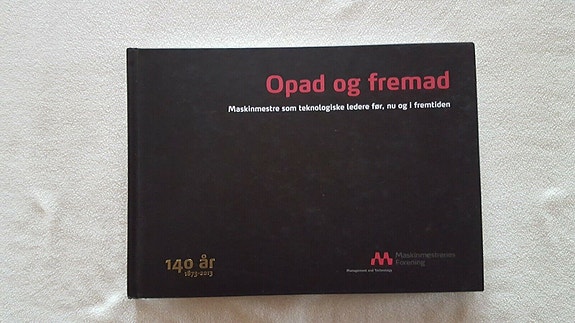 Opad og fremad
Maskinmestre som teknologiske ledere før, nu og i fremtiden
140 år
1873-2013
Maskinmestrenes
Forening
Management and Technology